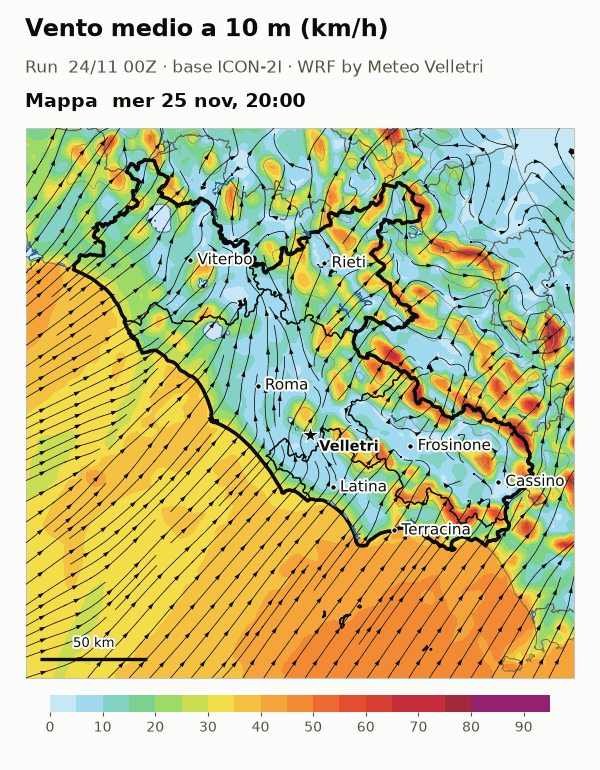 Vento medio a 10 m (km/h)
Run 24/11 00Z · base ICON-2I · WRF by Meteo Velletri
Mappa mer 25 nov, 20:00
Viterbo
Rieti
Roma
Velletri
Frosinone
Latina
Cassino
Terracina
50 km
0 10 20 30 40 50 60 70 80 90